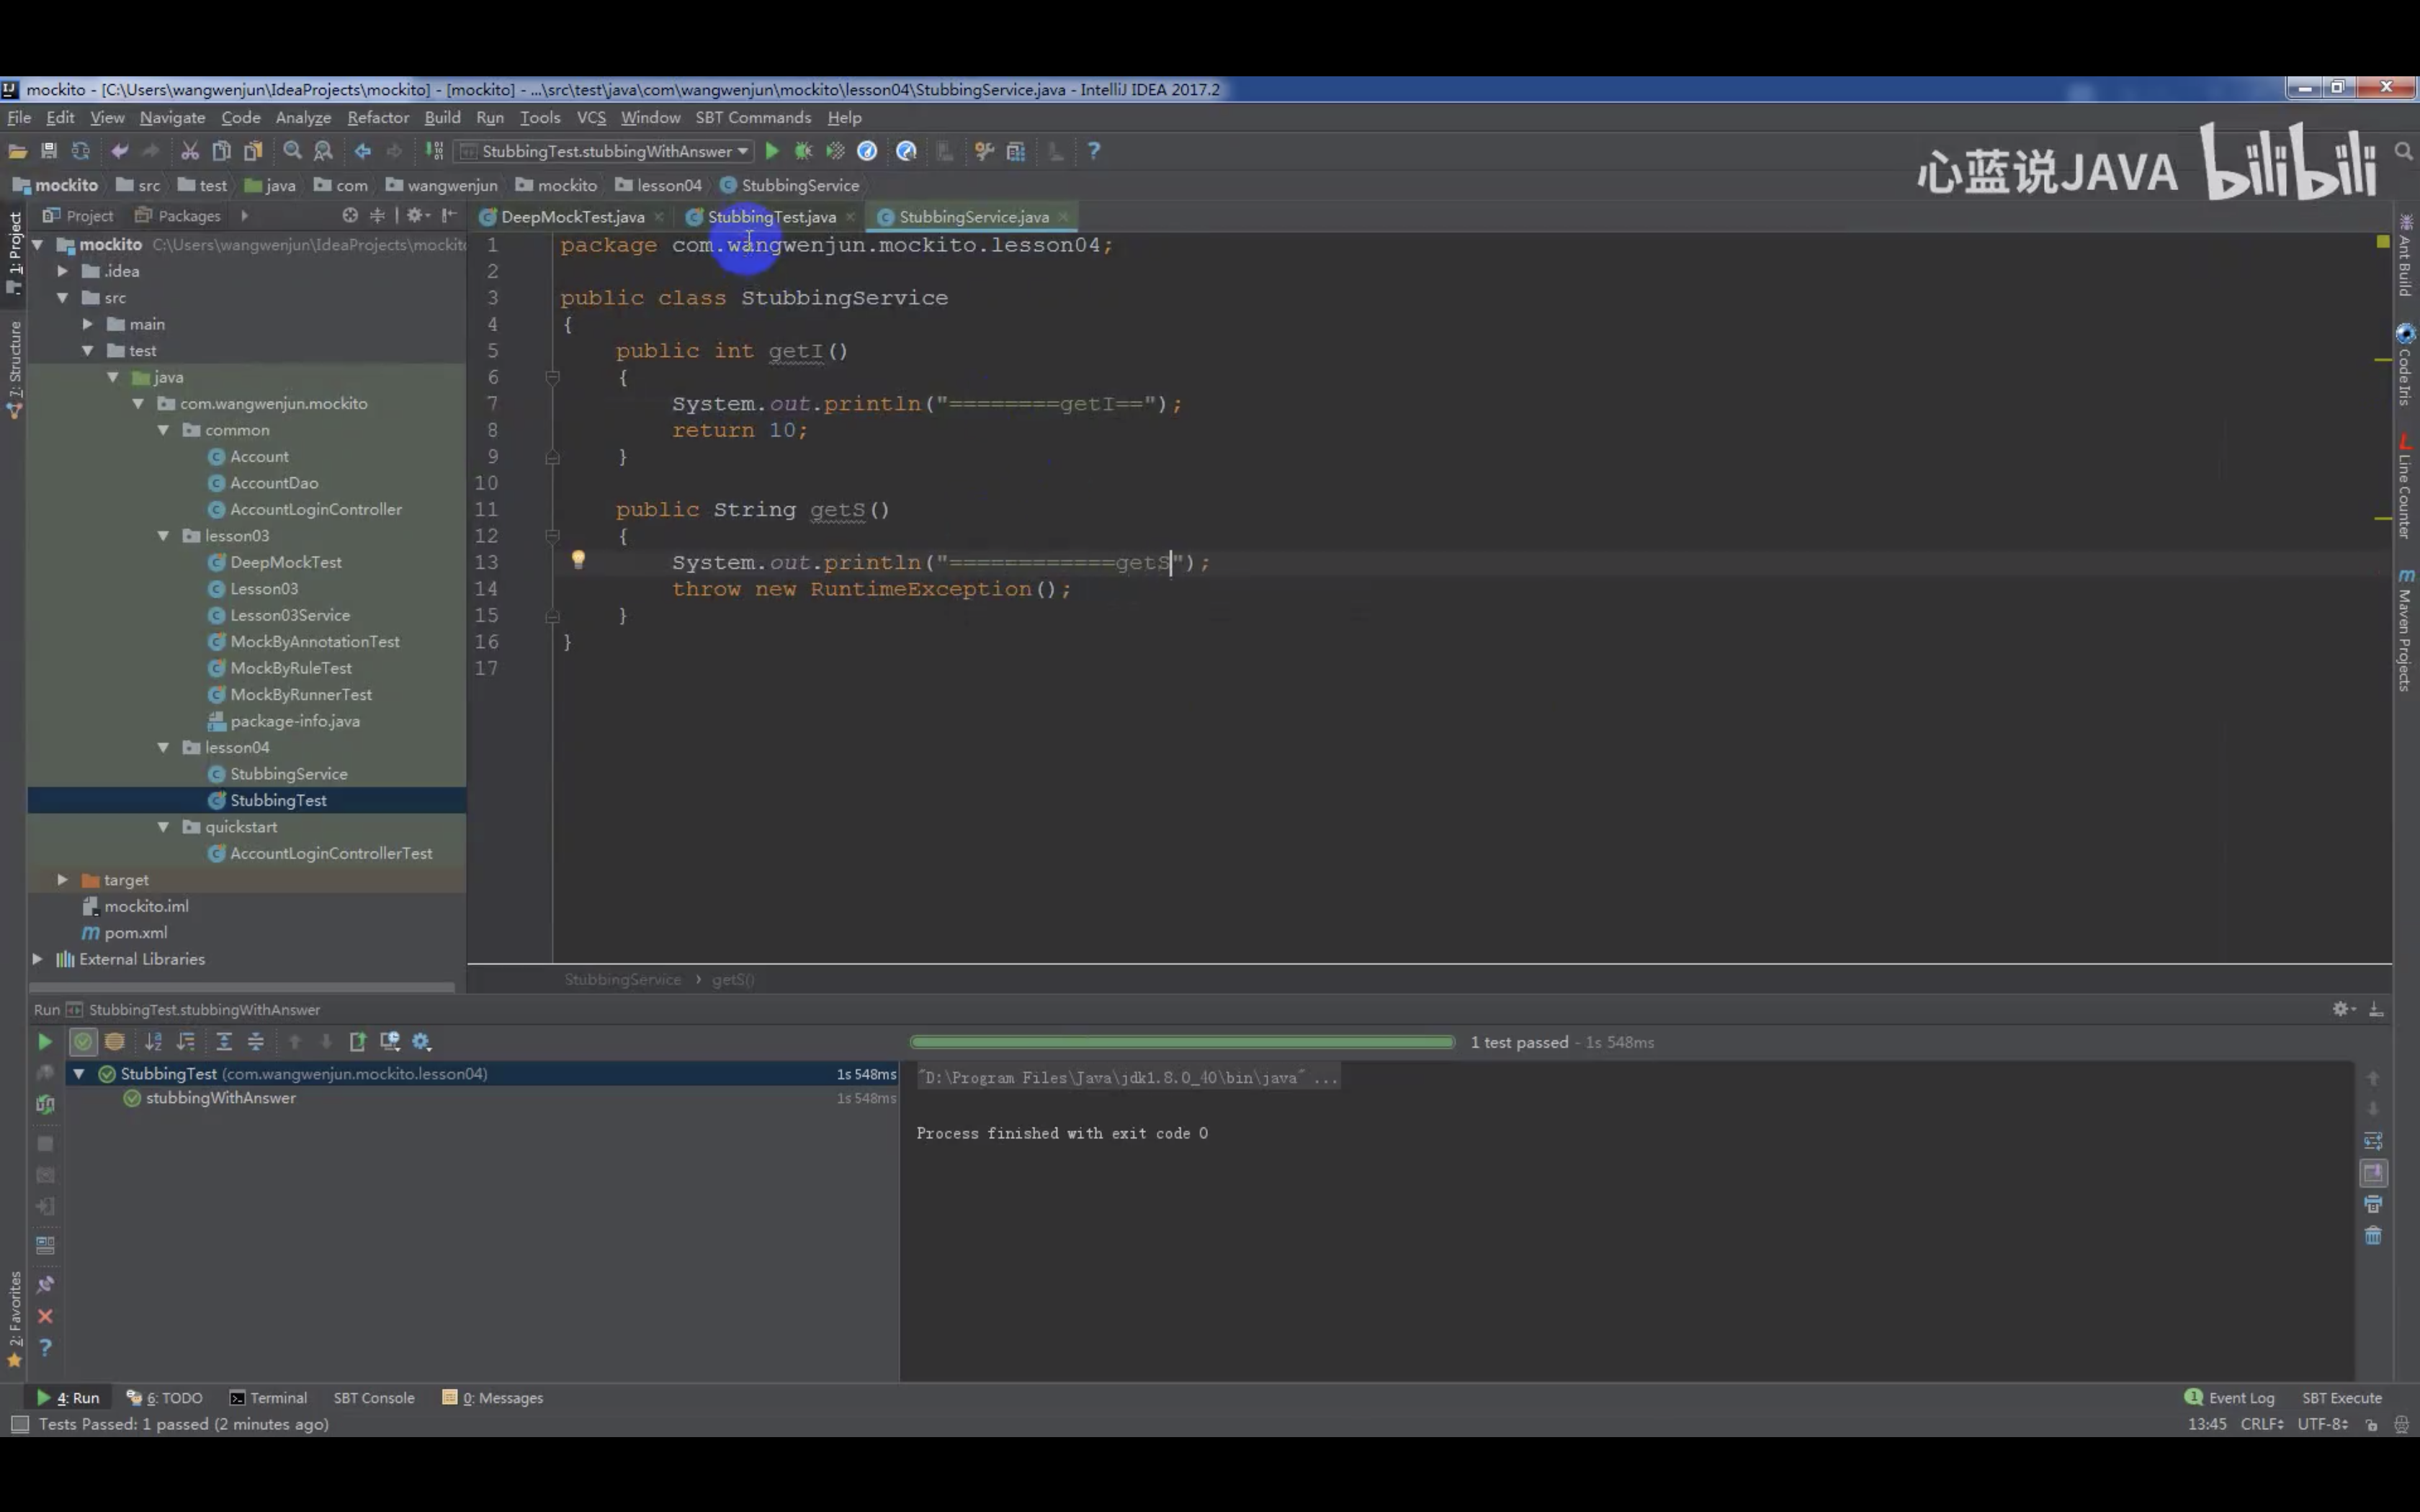 mockito - [C:\Users\wangwenjun\IdeaProjects\mockito] - [mockito] - ...\src\test\java\com\wangwenjun\mockito\lesson04\StubbingService.java - IntelliJ IDEA 2017.2
File Edit View Navigate Code Analyze Refactor Build Run Tools VCS Window SBT Commands Help
StubbingTest.stubbingWithAnswer
心蓝说JAVA bilibili
mockito src test java com wangwenjun mockito lesson04 StubbingService
Project Packages
DeepMockTest.java StubbingTest.java StubbingService.java
1: Project
7: Structure
2: Favorites
mockito C:\Users\wangwenjun\IdeaProjects\mockito
.idea
src
main
test
java
com.wangwenjun.mockito
common
Account
AccountDao
AccountLoginController
lesson03
DeepMockTest
Lesson03
Lesson03Service
MockByAnnotationTest
MockByRuleTest
MockByRunnerTest
package-info.java
lesson04
StubbingService
StubbingTest
quickstart
AccountLoginControllerTest
target
mockito.iml
pom.xml
External Libraries
1 package com.wangwenjun.mockito.lesson04;
2
3 public class StubbingService
4 {
5 public int getI()
6 {
7 System.out.println("========getI==");
8 return 10;
9 }
10
11 public String getS()
12 {
13 System.out.println("============getS");
14 throw new RuntimeException();
15 }
16 }
17
StubbingService › getS()
Ant Build
Code Iris
Line Counter
Maven Projects
Run StubbingTest.stubbingWithAnswer
1 test passed - 1s 548ms
StubbingTest (com.wangwenjun.mockito.lesson04) 1s 548ms
stubbingWithAnswer 1s 548ms
"D:\Program Files\Java\jdk1.8.0_40\bin\java" ...
Process finished with exit code 0
4: Run 6: TODO Terminal SBT Console 0: Messages
1 Event Log SBT Execute
Tests Passed: 1 passed (2 minutes ago)
13:45 CRLF UTF-8